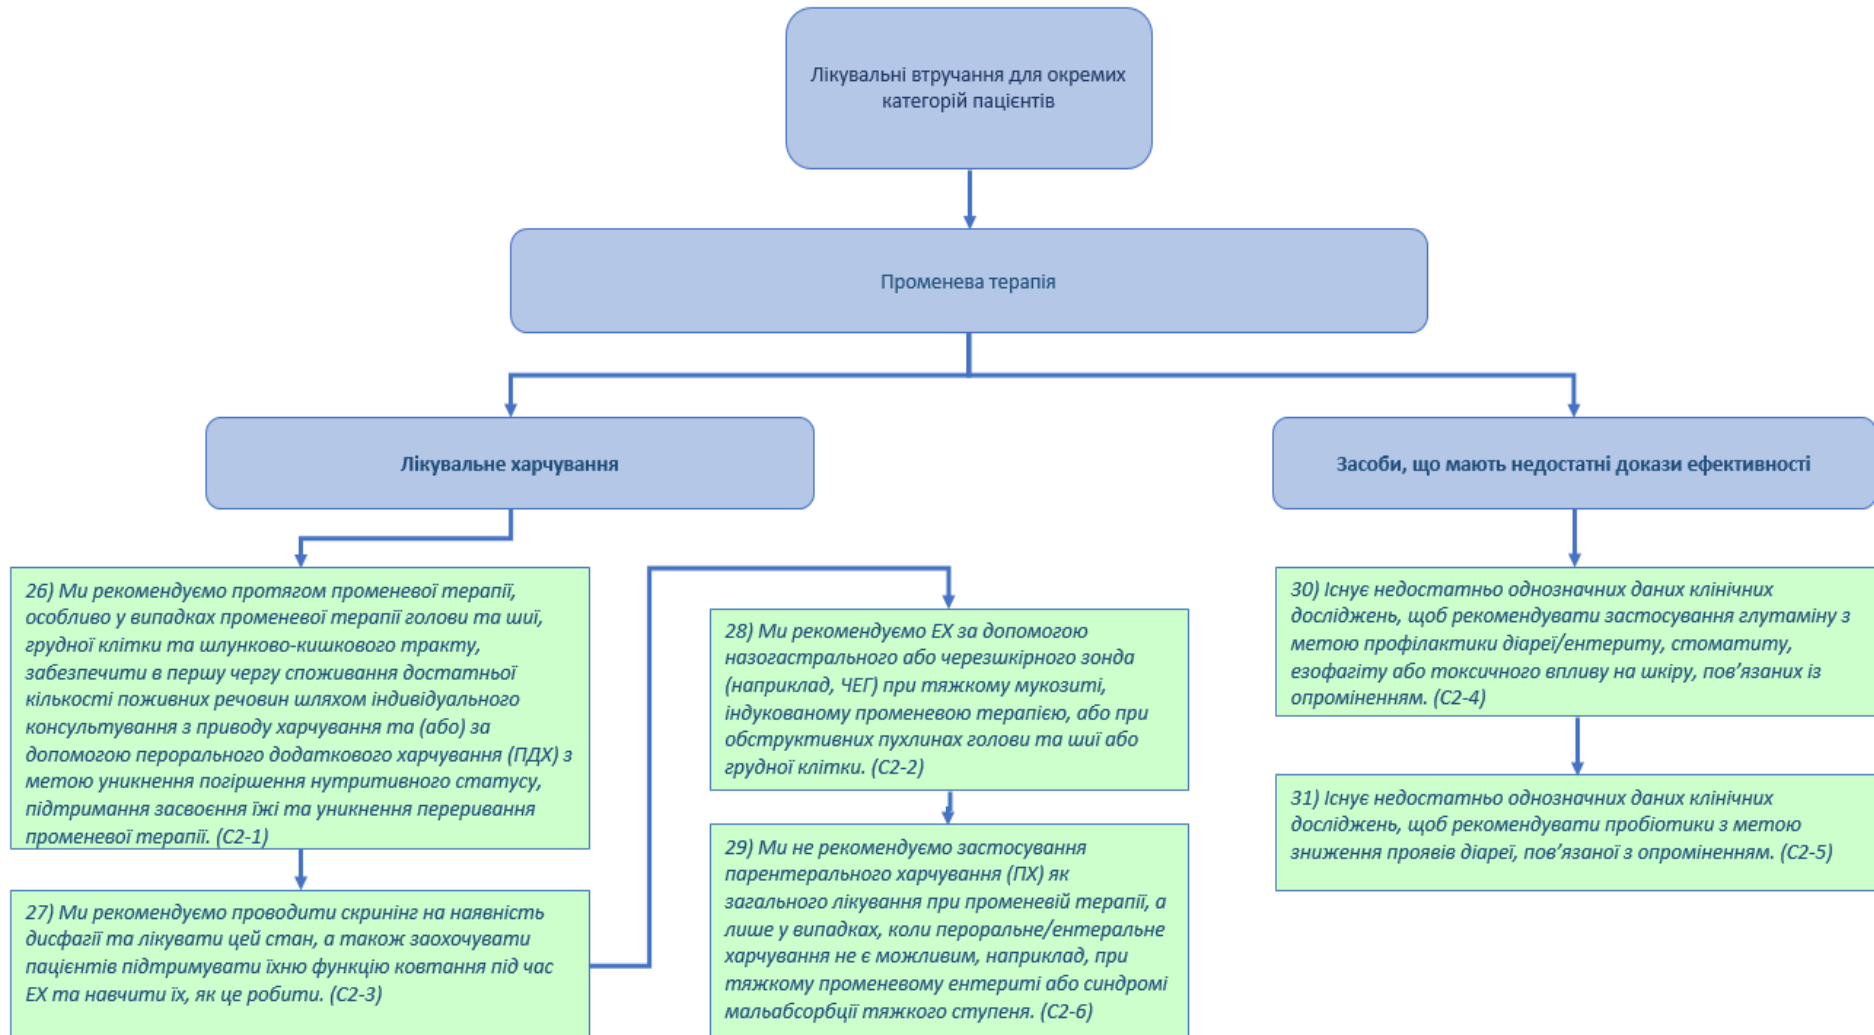 Лікувальні втручання для окремих
категорій пацієнтів
Променева терапія
Лікувальне харчування
Засоби, що мають недостатні докази ефективності
26) Ми рекомендуємо протягом променевої терапії,
особливо у випадках променевої терапії голови та шиї,
грудної клітки та шлунково-кишкового тракту,
забезпечити в першу чергу споживання достатньої
кількості поживних речовин шляхом індивідуального
консультування з приводу харчування та (або) за
допомогою перорального додаткового харчування (ПДХ) з
метою уникнення погіршення нутритивного статусу,
підтримання засвоєння їжі та уникнення переривання
променевої терапії. (С2-1)
27) Ми рекомендуємо проводити скринінг на наявність
дисфагії та лікувати цей стан, а також заохочувати
пацієнтів підтримувати їхню функцію ковтання під час
ЕХ та навчити їх, як це робити. (С2-3)
28) Ми рекомендуємо ЕХ за допомогою
назогастрального або черезшкірного зонда
(наприклад, ЧЕГ) при тяжкому мукозиті,
індукованому променевою терапією, або при
обструктивних пухлинах голови та шиї або
грудної клітки. (С2-2)
29) Ми не рекомендуємо застосування
парентерального харчування (ПХ) як
загального лікування при променевій терапії, а
лише у випадках, коли пероральне/ентеральне
харчування не є можливим, наприклад, при
тяжкому променевому ентериті або синдромі
мальабсорбції тяжкого ступеня. (С2-6)
30) Існує недостатньо однозначних даних клінічних
досліджень, щоб рекомендувати застосування глутаміну з
метою профілактики діареї/ентериту, стоматиту,
езофагіту або токсичного впливу на шкіру, пов’язаних із
опроміненням. (С2-4)
31) Існує недостатньо однозначних даних клінічних
досліджень, щоб рекомендувати пробіотики з метою
зниження проявів діареї, пов’язаної з опроміненням. (С2-5)